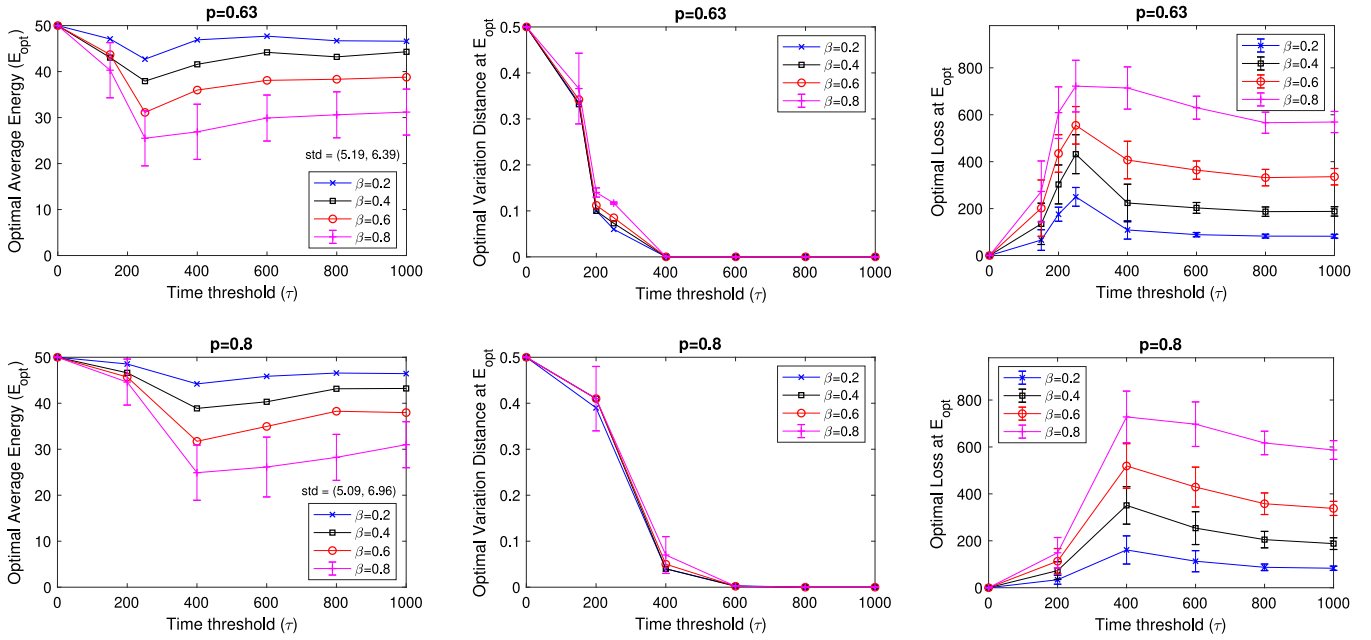 p=0.63
Optimal Average Energy (E_opt)
50
40
30
20
10
0
std = (5.19, 6.39)
β=0.2
β=0.4
β=0.6
β=0.8
0 200 400 600 800 1000
Time threshold (τ)
p=0.63
Optimal Variation Distance at E_opt
0.5
0.4
0.3
0.2
0.1
0
β=0.2
β=0.4
β=0.6
β=0.8
0 200 400 600 800 1000
Time threshold (τ)
p=0.63
Optimal Loss at E_opt
800
600
400
200
0
β=0.2
β=0.4
β=0.6
β=0.8
0 200 400 600 800 1000
Time threshold (τ)
p=0.8
Optimal Average Energy (E_opt)
50
40
30
20
10
0
std = (5.09, 6.96)
β=0.2
β=0.4
β=0.6
β=0.8
0 200 400 600 800 1000
Time threshold (τ)
p=0.8
Optimal Variation Distance at E_opt
0.5
0.4
0.3
0.2
0.1
0
β=0.2
β=0.4
β=0.6
β=0.8
0 200 400 600 800 1000
Time threshold (τ)
p=0.8
Optimal Loss at E_opt
800
600
400
200
0
β=0.2
β=0.4
β=0.6
β=0.8
0 200 400 600 800 1000
Time threshold (τ)